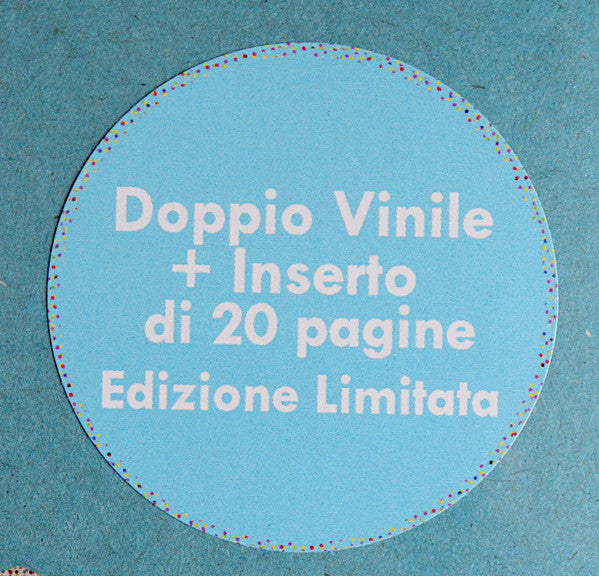 Doppio Vinile
+ Inserto
di 20 pagine
Edizione Limitata